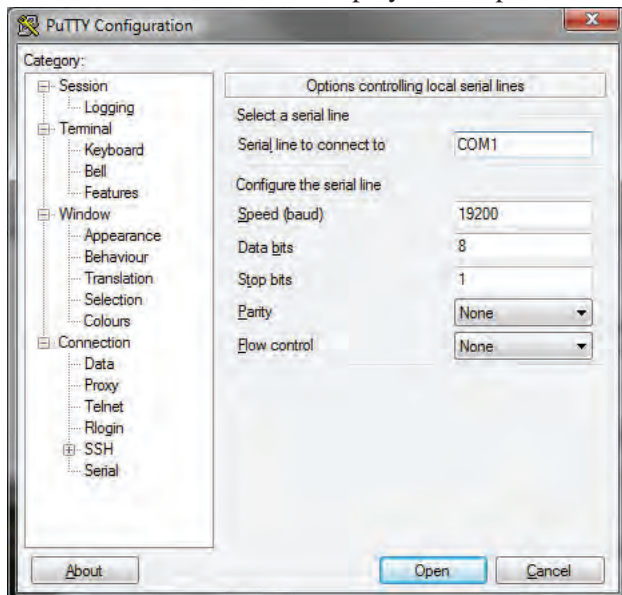 PuTTY Configuration
Category:
Session
Logging
Terminal
Keyboard
Bell
Features
Window
Appearance
Behaviour
Translation
Selection
Colours
Connection
Data
Proxy
Telnet
Rlogin
SSH
Serial
Options controlling local serial lines
Select a serial line
Serial line to connect to COM1
Configure the serial line
Speed (baud) 19200
Data bits 8
Stop bits 1
Parity None
Flow control None
About Open Cancel